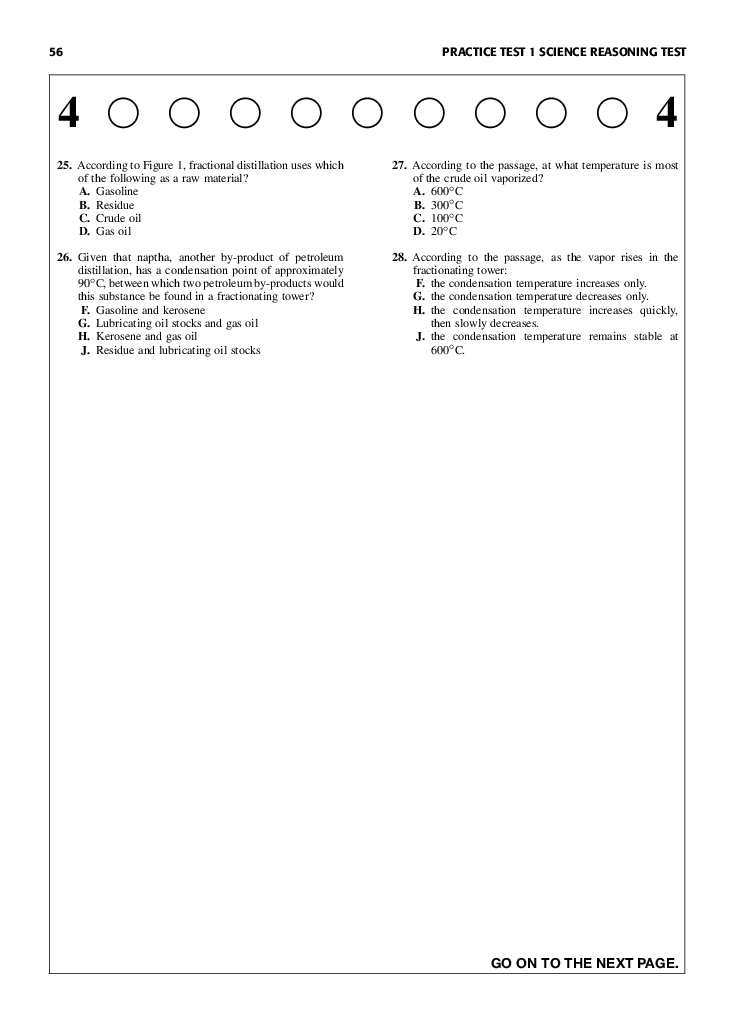 56
PRACTICE TEST 1 SCIENCE REASONING TEST
4 4
25. According to Figure 1, fractional distillation uses which
of the following as a raw material?
A. Gasoline
B. Residue
C. Crude oil
D. Gas oil
26. Given that naptha, another by-product of petroleum
distillation, has a condensation point of approximately
90°C, between which two petroleum by-products would
this substance be found in a fractionating tower?
F. Gasoline and kerosene
G. Lubricating oil stocks and gas oil
H. Kerosene and gas oil
J. Residue and lubricating oil stocks
27. According to the passage, at what temperature is most
of the crude oil vaporized?
A. 600°C
B. 300°C
C. 100°C
D. 20°C
28. According to the passage, as the vapor rises in the
fractionating tower:
F. the condensation temperature increases only.
G. the condensation temperature decreases only.
H. the condensation temperature increases quickly,
then slowly decreases.
J. the condensation temperature remains stable at
600°C.
GO ON TO THE NEXT PAGE.